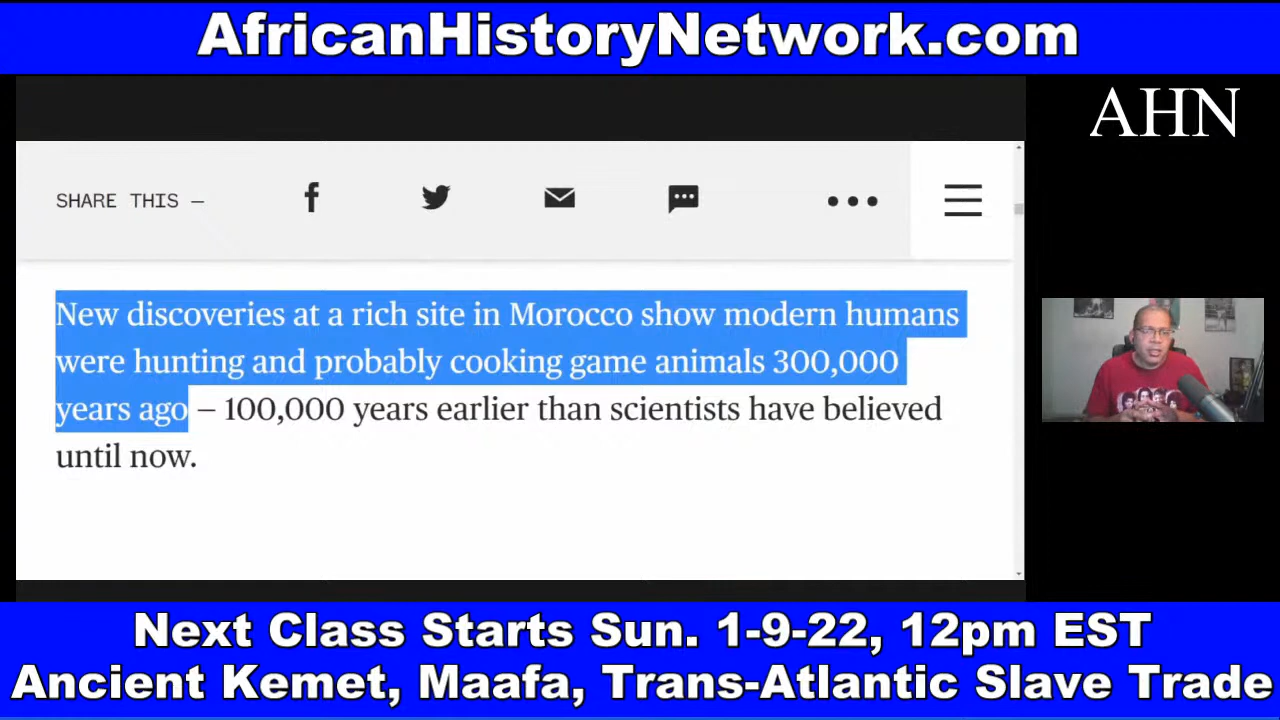 AfricanHistoryNetwork.com
AHN
SHARE THIS —
New discoveries at a rich site in Morocco show modern humans
were hunting and probably cooking game animals 300,000
years ago — 100,000 years earlier than scientists have believed
until now.
Next Class Starts Sun. 1-9-22, 12pm EST
Ancient Kemet, Maafa, Trans-Atlantic Slave Trade